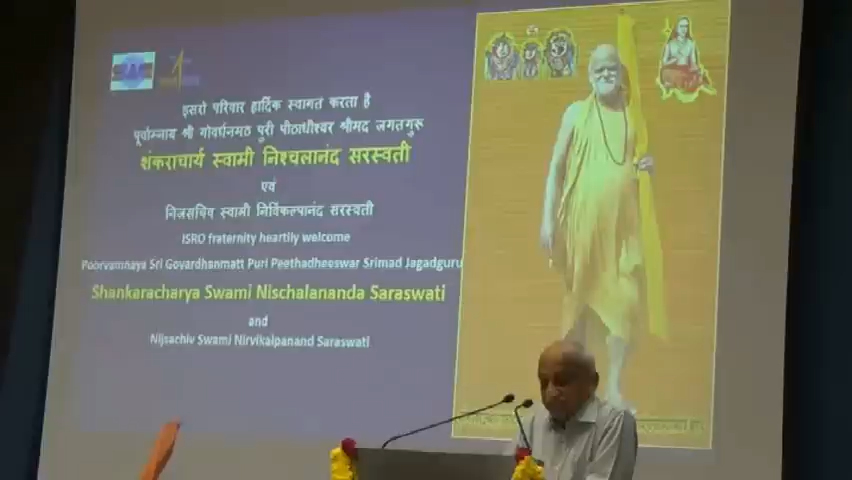 इसरो परिवार हार्दिक स्वागत करता है
पूर्वाम्नाय श्री गोवर्धनमठ पुरी पीठाधीश्वर श्रीमद जगतगुरू
शंकराचार्य स्वामी निश्चलानंद सरस्वती
एवं
निजसचिव स्वामी निर्विकल्पानंद सरस्वती
ISRO fraternity heartily welcome
Poorvamnaya Sri Govardhanmatt Puri Peethadheeswar Srimad Jagadguru
Shankaracharya Swami Nischalananda Saraswati
and
Nijsachiv Swami Nirvikalpanand Saraswati